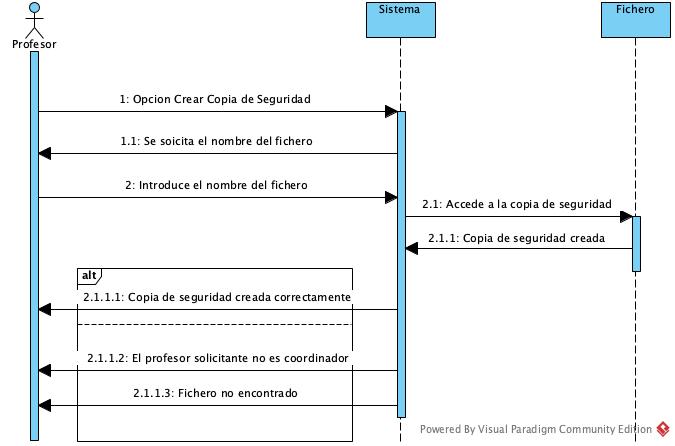 Sistema
Fichero
Profesor
1: Opcion Crear Copia de Seguridad
1.1: Se soicita el nombre del fichero
2: Introduce el nombre del fichero
2.1: Accede a la copia de seguridad
2.1.1: Copia de seguridad creada
alt
2.1.1.1: Copia de seguridad creada correctamente
2.1.1.2: El profesor solicitante no es coordinador
2.1.1.3: Fichero no encontrado
Powered By Visual Paradigm Community Edition